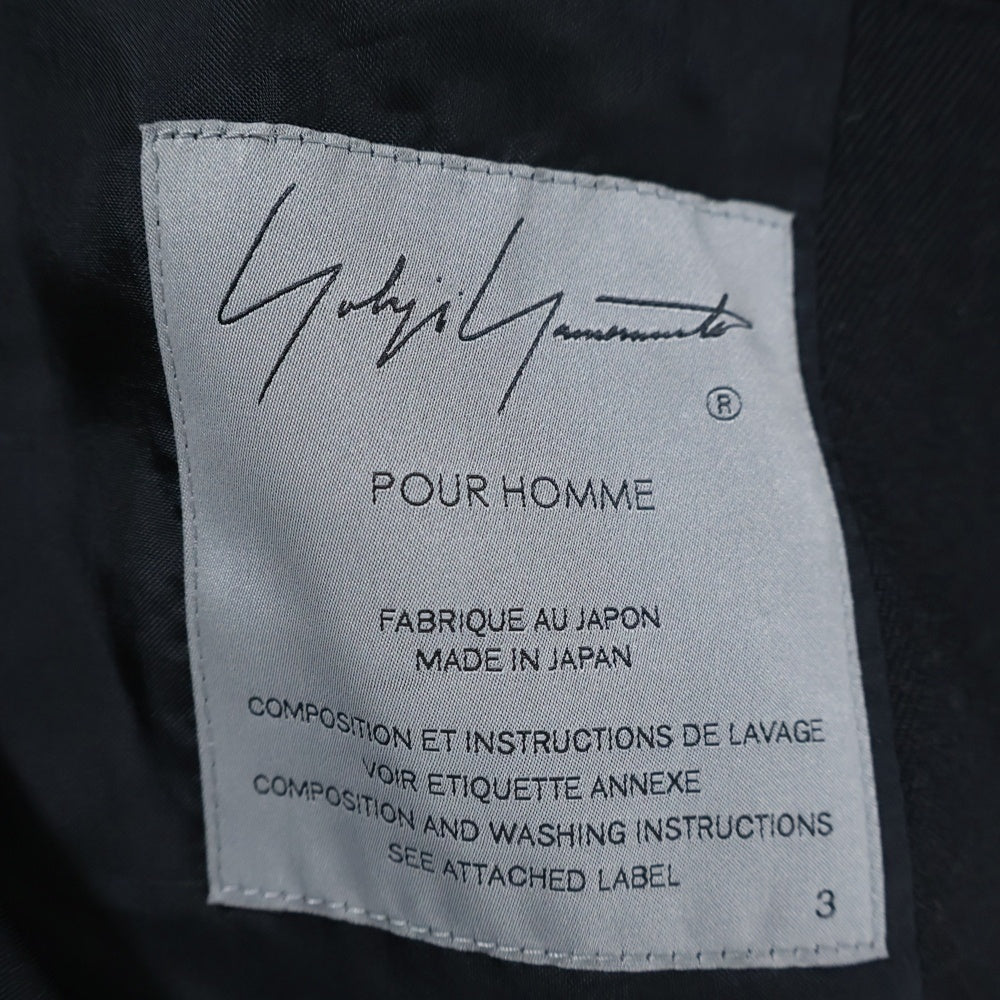 Yohji Yamamoto
®
POUR HOMME
FABRIQUE AU JAPON
MADE IN JAPAN
COMPOSITION ET INSTRUCTIONS DE LAVAGE
VOIR ETIQUETTE ANNEXE
COMPOSITION AND WASHING INSTRUCTIONS
SEE ATTACHED LABEL
3